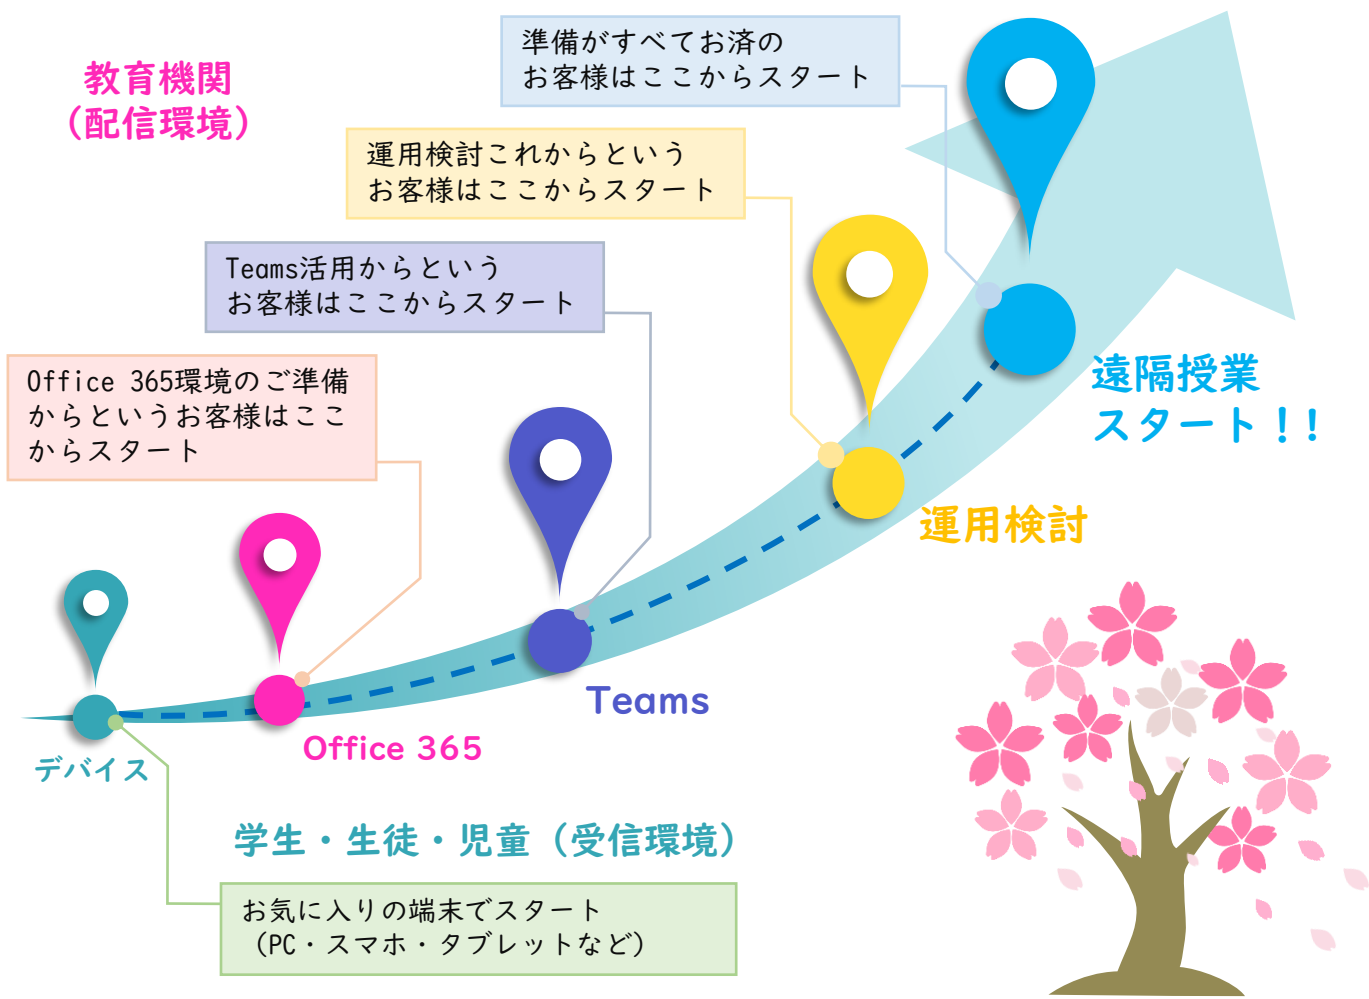 教育機関
（配信環境）
準備がすべてお済の
お客様はここからスタート
運用検討これからという
お客様はここからスタート
Teams活用からという
お客様はここからスタート
Office 365環境のご準備
からというお客様はここ
からスタート
遠隔授業
スタート！！
運用検討
Teams
Office 365
デバイス
学生・生徒・児童（受信環境）
お気に入りの端末でスタート
（PC・スマホ・タブレットなど）